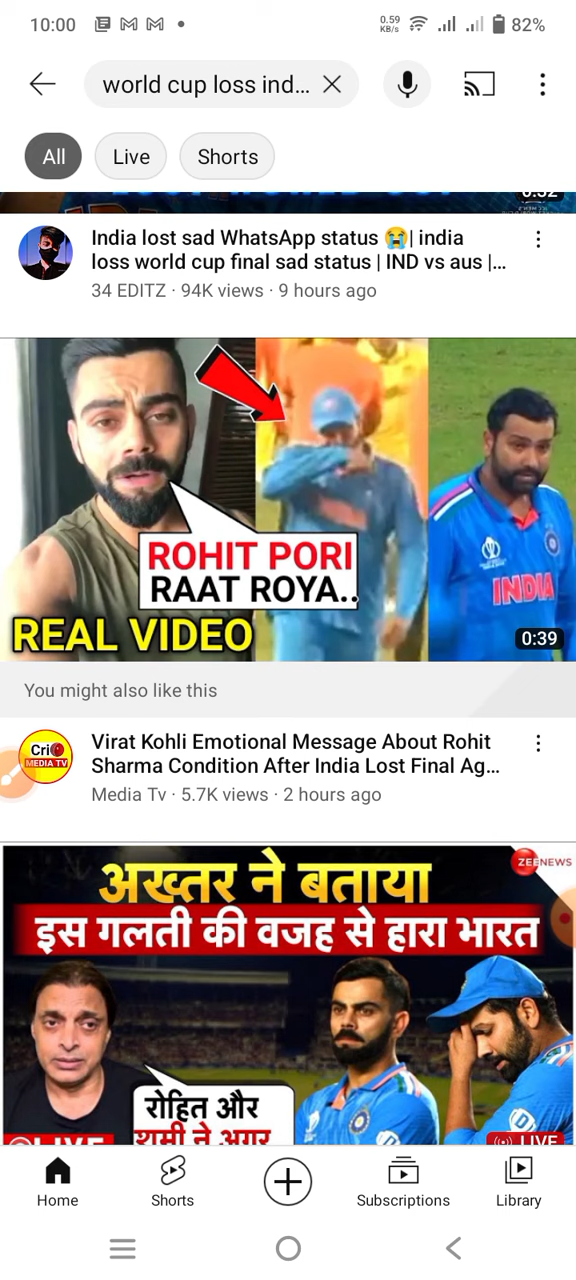 10:00
0.59
KB/s
82%
world cup loss ind...
All
Live
Shorts
0:32
India lost sad WhatsApp status 😭| india
loss world cup final sad status | IND vs aus |...
34 EDITZ · 94K views · 9 hours ago
ROHIT PORI
RAAT ROYA..
INDIA
REAL VIDEO
0:39
You might also like this
Cric
MEDIA TV
Virat Kohli Emotional Message About Rohit
Sharma Condition After India Lost Final Ag...
Media Tv · 5.7K views · 2 hours ago
ZEE NEWS
अख्तर ने बताया
इस गलती की वजह से हारा भारत
रोहित और
शमी ने अगर
LIVE
LIVE
Home
Shorts
Subscriptions
Library